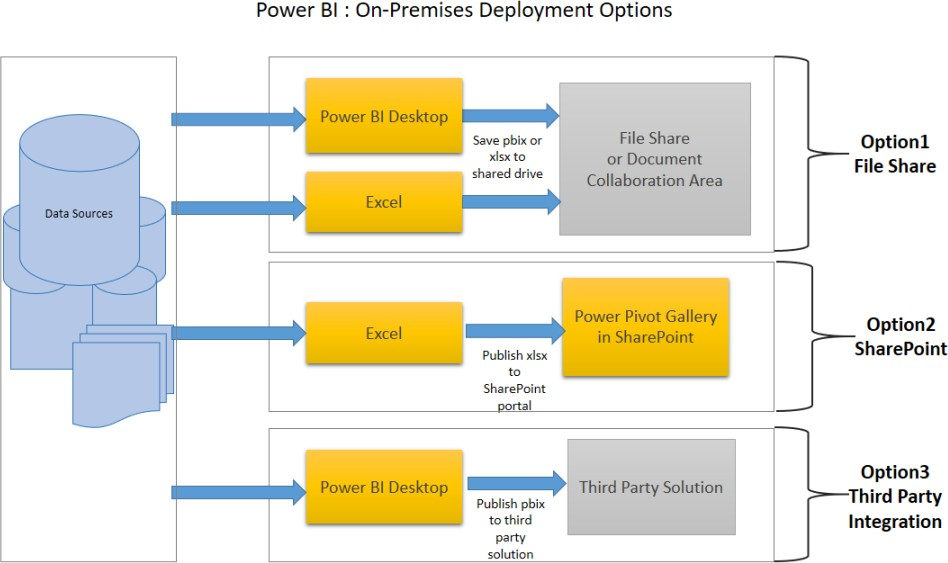 Power BI : On-Premises Deployment Options
Data Sources
Power BI Desktop
Save pbix or
xlsx to
shared drive
Excel
File Share
or Document
Collaboration Area
Option1
File Share
Excel
Publish xlsx
to
SharePoint
portal
Power Pivot Gallery
in SharePoint
Option2
SharePoint
Power BI Desktop
Publish pbix
to third
party
solution
Third Party Solution
Option3
Third Party
Integration